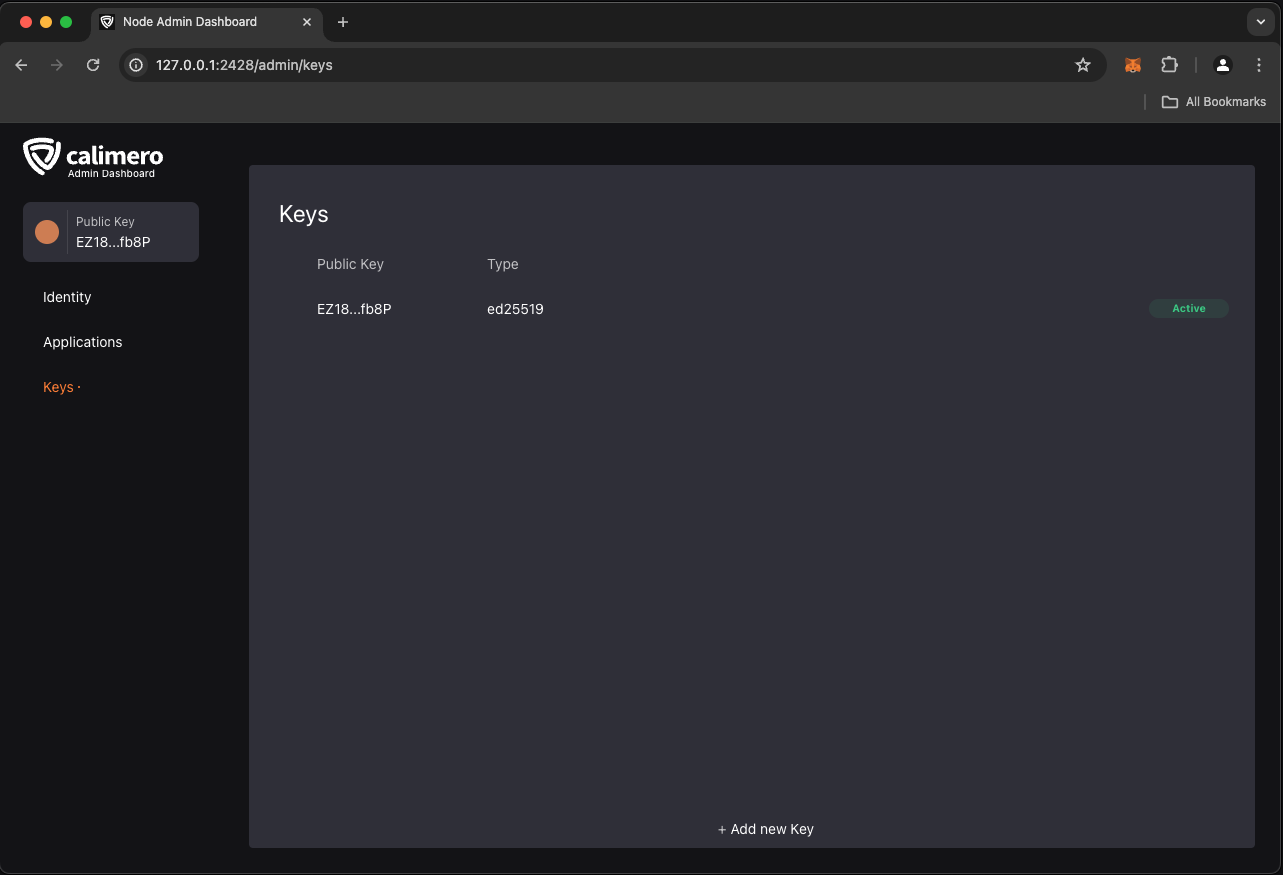 Node Admin Dashboard
127.0.0.1:2428/admin/keys
All Bookmarks
calimero
Admin Dashboard
Public Key
EZ18...fb8P
Identity
Applications
Keys ·
Keys
Public Key Type
EZ18...fb8P ed25519 Active
+ Add new Key